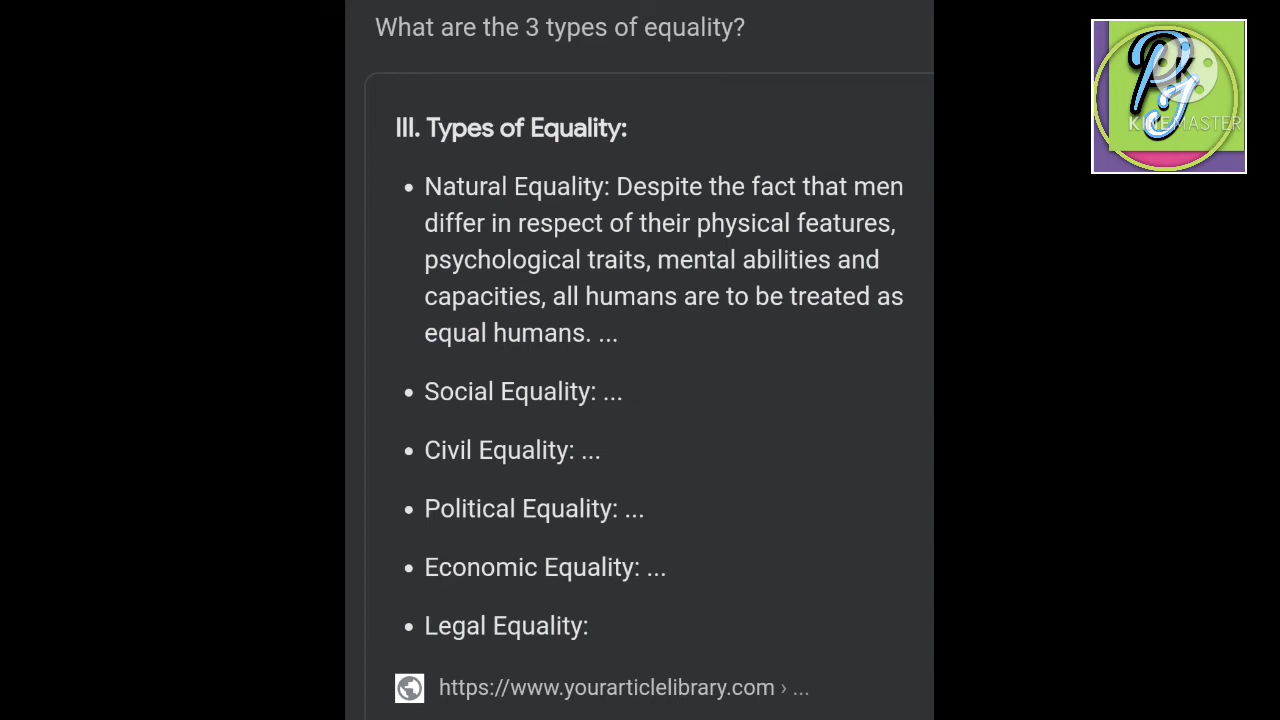 What are the 3 types of equality?
III. Types of Equality:
• Natural Equality: Despite the fact that men
differ in respect of their physical features,
psychological traits, mental abilities and
capacities, all humans are to be treated as
equal humans. ...
• Social Equality: ...
• Civil Equality: ...
• Political Equality: ...
• Economic Equality: ...
• Legal Equality:
https://www.yourarticlelibrary.com › ...
KINEMASTER